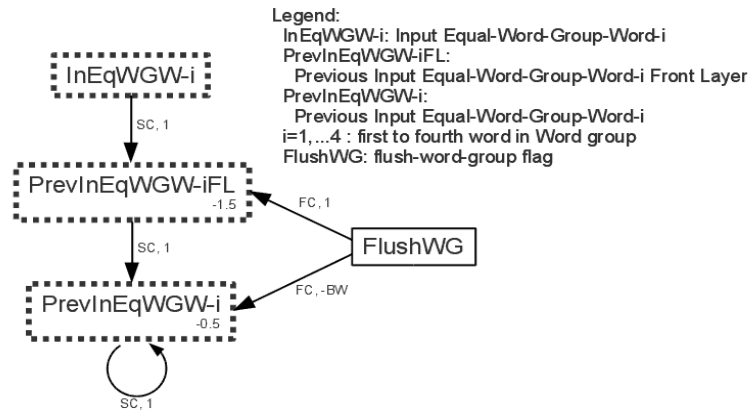 Legend:
InEqWGW-i: Input Equal-Word-Group-Word-i
PrevInEqWGW-iFL:
Previous Input Equal-Word-Group-Word-i Front Layer
PrevInEqWGW-i:
Previous Input Equal-Word-Group-Word-i
i=1,...4 : first to fourth word in Word group
FlushWG: flush-word-group flag
InEqWGW-i
SC, 1
PrevInEqWGW-iFL
-1.5
FC, 1
SC, 1
FlushWG
FC, -BW
PrevInEqWGW-i
-0.5
SC, 1